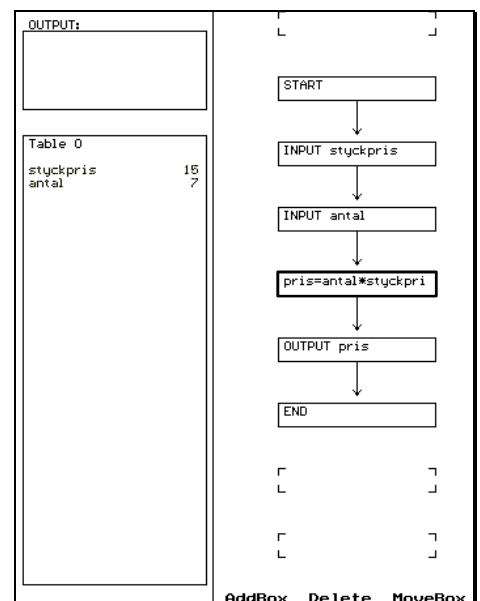 OUTPUT:
Table 0
styckpris 15
antal 7
START
INPUT styckpris
INPUT antal
pris=antal*styckpri
OUTPUT pris
END
AddBox Delete MoveBox